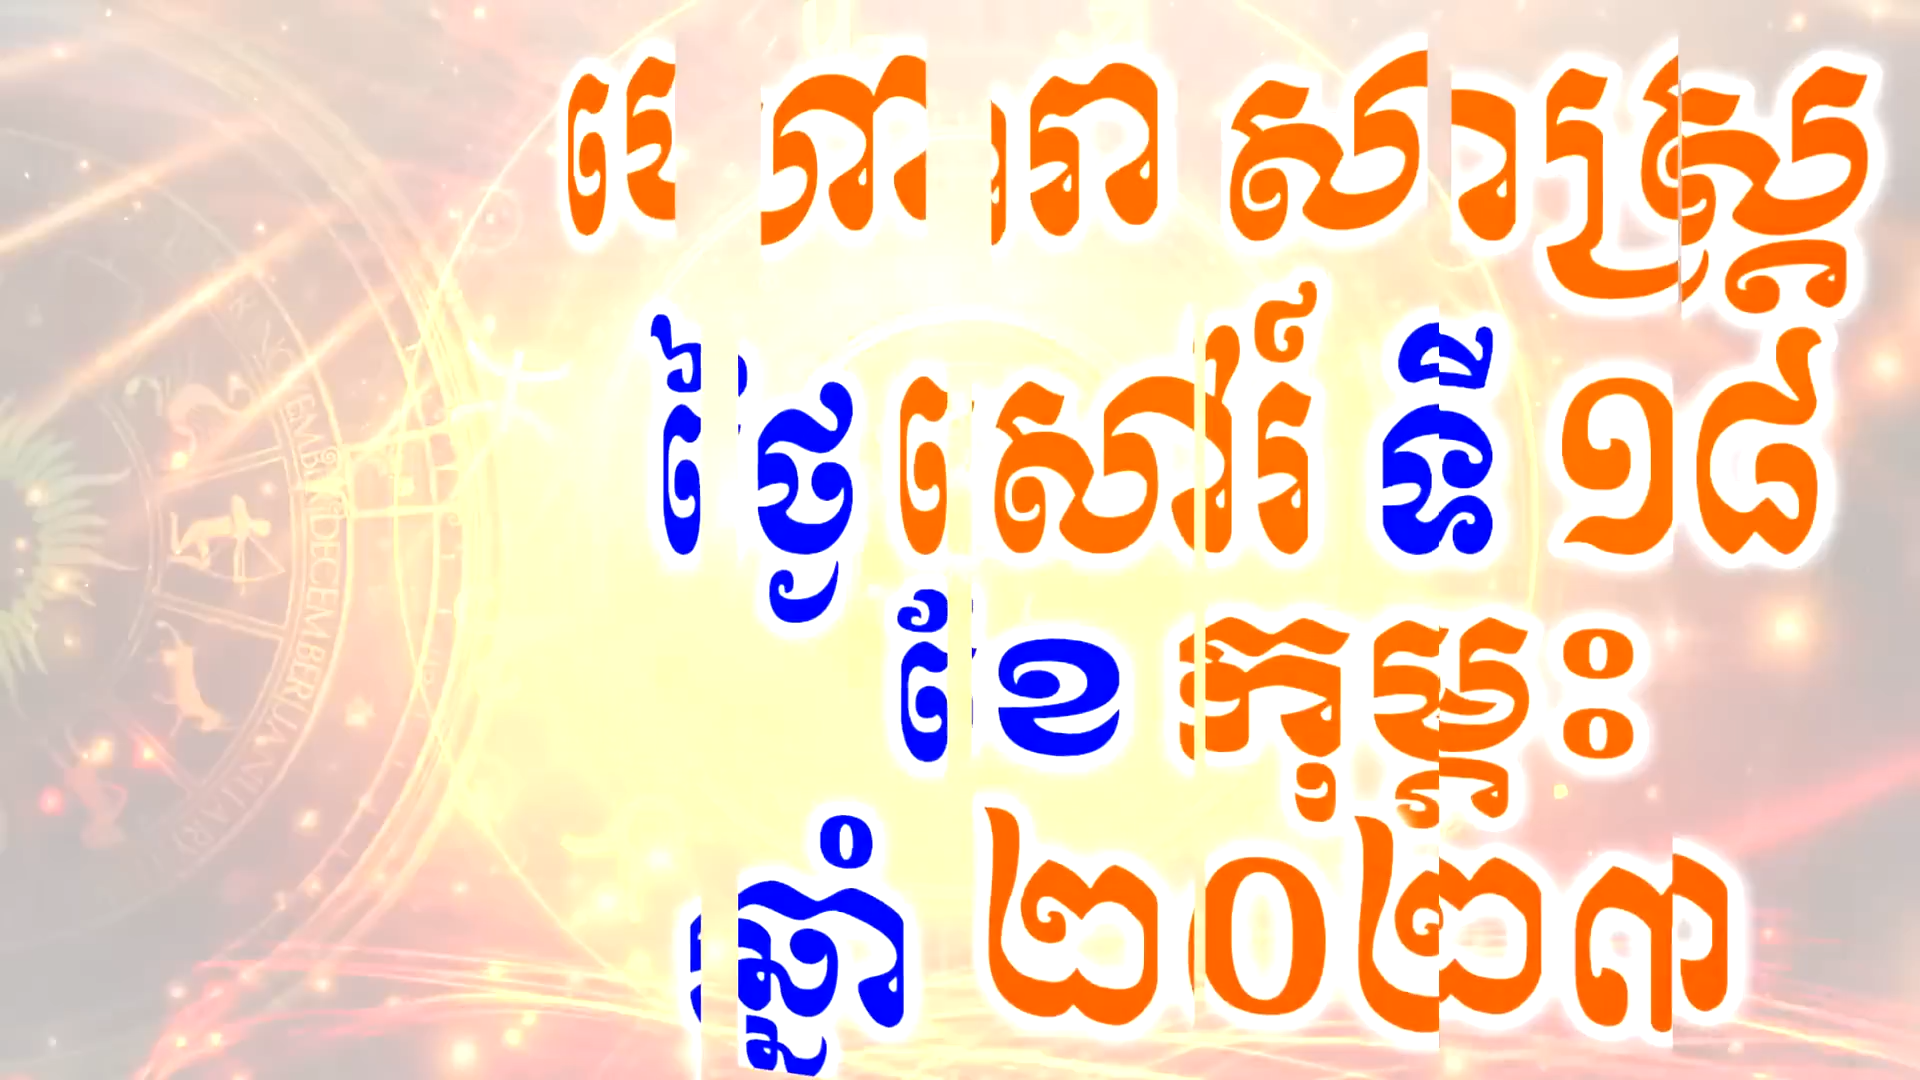 ហោរាសាស្ត្រ
ថ្ងៃសៅរ៍ ទី ១៨
ខែ កុម្ភះ
ឆ្នាំ ២០២៣